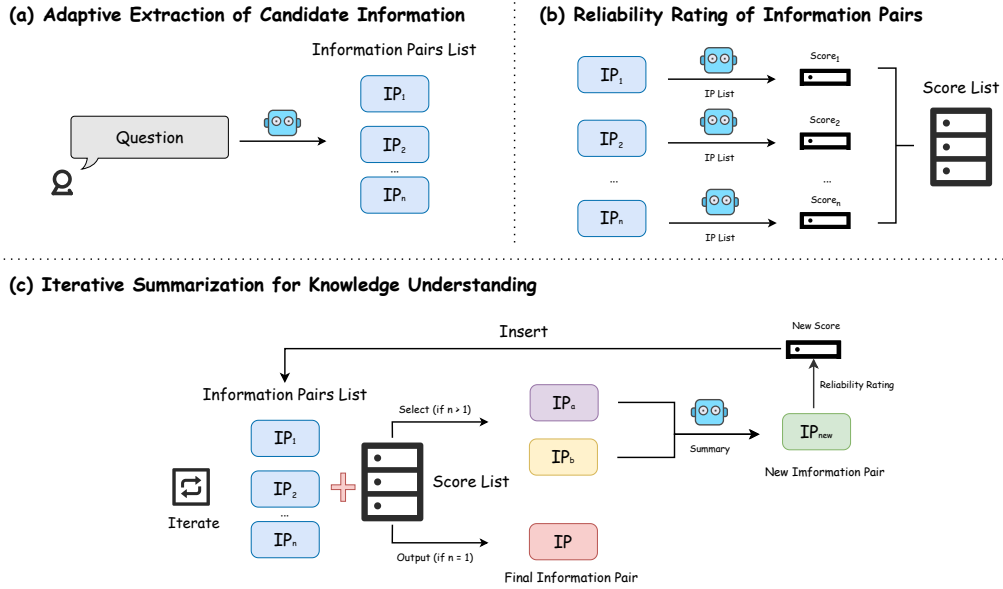 (a) Adaptive Extraction of Candidate Information
Information Pairs List
Question
IP1
IP2
...
IPn
(b) Reliability Rating of Information Pairs
IP1
IP List
Score1
IP2
IP List
Score2
...
...
IPn
IP List
Scoren
Score List
(c) Iterative Summarization for Knowledge Understanding
Insert
New Score
Reliability Rating
Information Pairs List
IP1
IP2
...
IPn
Iterate
Select (if n > 1)
Score List
Output (if n = 1)
IPa
IPb
Summary
IPnew
New Imformation Pair
IP
Final Information Pair